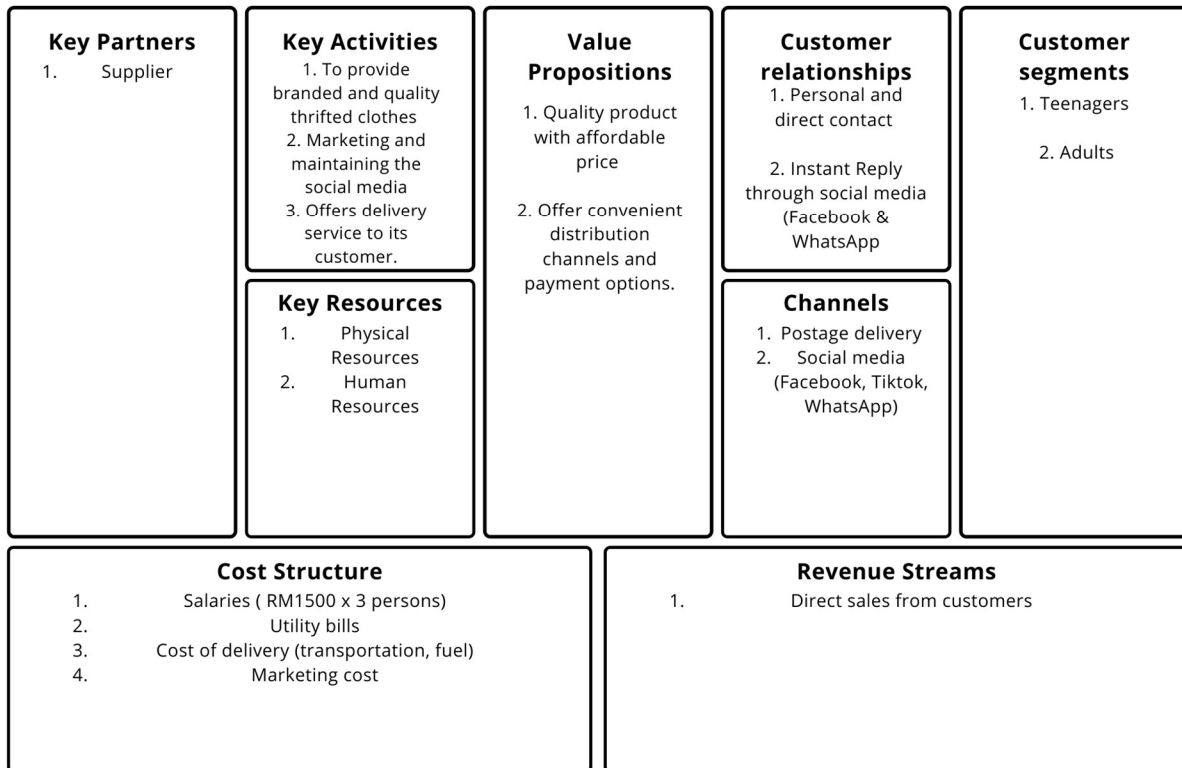 Key Partners
1. Supplier
Key Activities
1. To provide
branded and quality
thrifted clothes
2. Marketing and
maintaining the
social media
3. Offers delivery
service to its
customer.
Key Resources
1. Physical
Resources
2. Human
Resources
Value
Propositions
1. Quality product
with affordable
price
2. Offer convenient
distribution
channels and
payment options.
Customer
relationships
1. Personal and
direct contact
2. Instant Reply
through social media
(Facebook &
WhatsApp
Channels
1. Postage delivery
2. Social media
(Facebook, Tiktok,
WhatsApp)
Customer
segments
1. Teenagers
2. Adults
Cost Structure
1. Salaries ( RM1500 x 3 persons)
2. Utility bills
3. Cost of delivery (transportation, fuel)
4. Marketing cost
Revenue Streams
1. Direct sales from customers